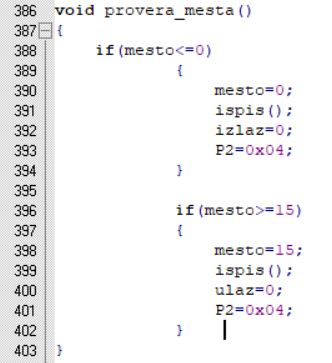 386 void provera_mesta()
387 {
388 if(mesto<=0)
389 {
390 mesto=0;
391 ispis();
392 izlaz=0;
393 P2=0x04;
394 }
395
396 if(mesto>=15)
397 {
398 mesto=15;
399 ispis();
400 ulaz=0;
401 P2=0x04;
402 }
403 }